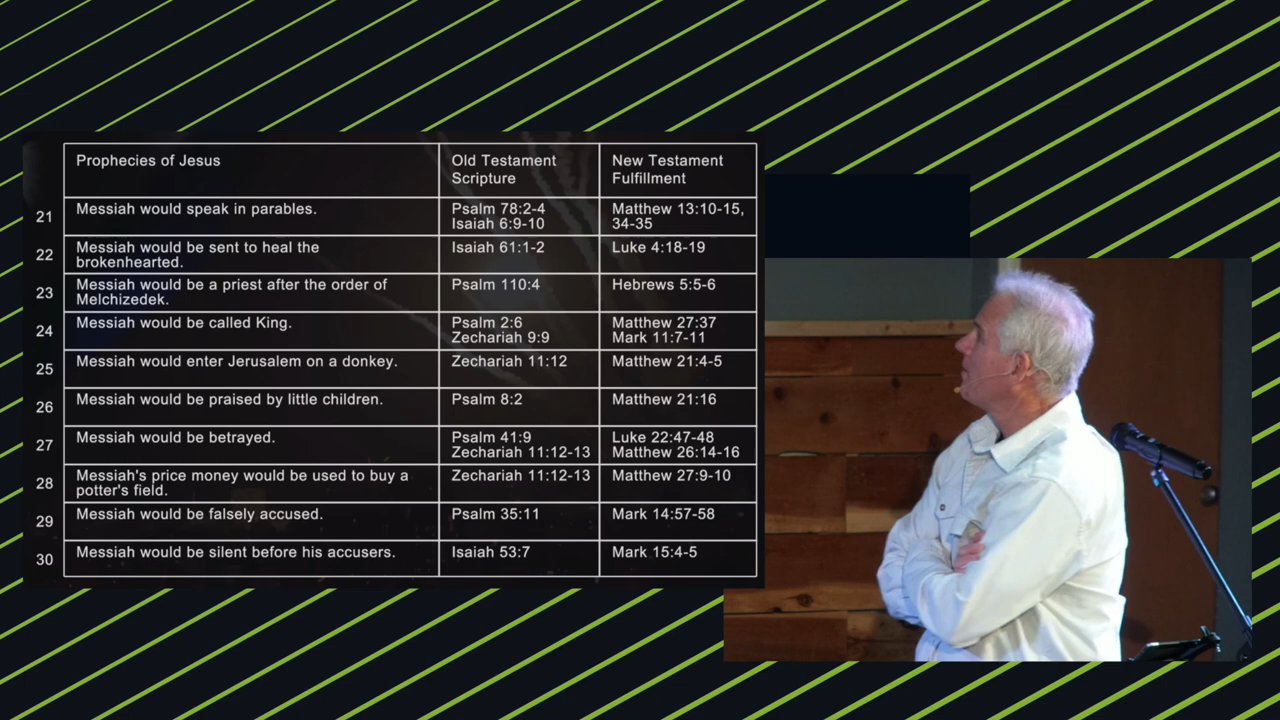 Prophecies of Jesus
Old Testament
Scripture
New Testament
Fulfillment
21
Messiah would speak in parables.
Psalm 78:2-4
Isaiah 6:9-10
Matthew 13:10-15,
34-35
22
Messiah would be sent to heal the
brokenhearted.
Isaiah 61:1-2
Luke 4:18-19
23
Messiah would be a priest after the order of
Melchizedek.
Psalm 110:4
Hebrews 5:5-6
24
Messiah would be called King.
Psalm 2:6
Zechariah 9:9
Matthew 27:37
Mark 11:7-11
25
Messiah would enter Jerusalem on a donkey.
Zechariah 11:12
Matthew 21:4-5
26
Messiah would be praised by little children.
Psalm 8:2
Matthew 21:16
27
Messiah would be betrayed.
Psalm 41:9
Zechariah 11:12-13
Luke 22:47-48
Matthew 26:14-16
28
Messiah's price money would be used to buy a
potter's field.
Zechariah 11:12-13
Matthew 27:9-10
29
Messiah would be falsely accused.
Psalm 35:11
Mark 14:57-58
30
Messiah would be silent before his accusers.
Isaiah 53:7
Mark 15:4-5